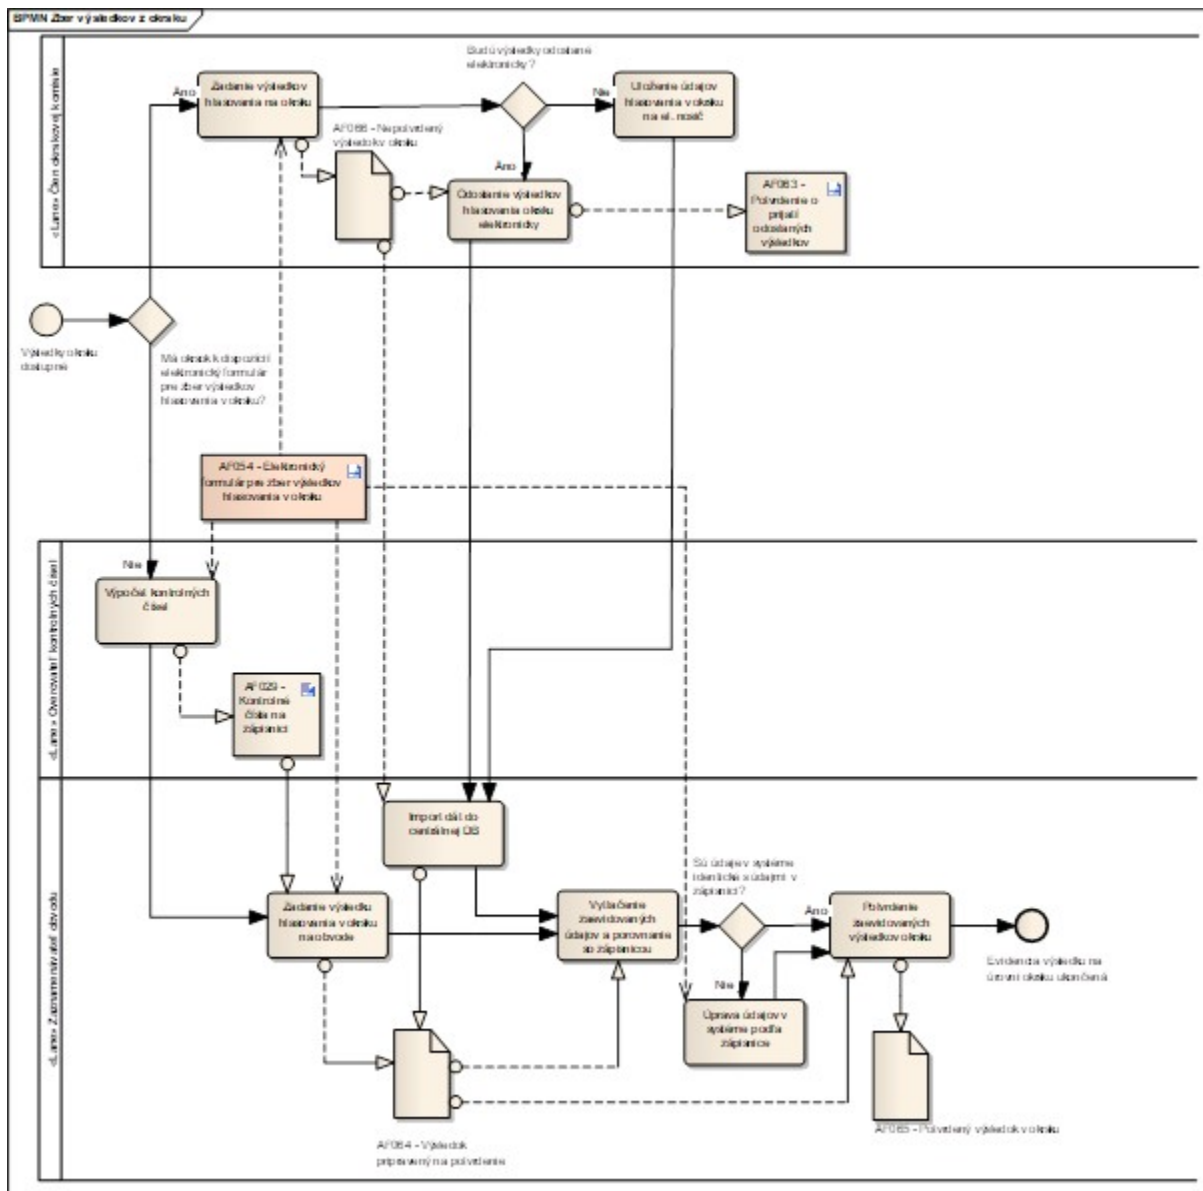 BPMN Zber výsledkov z okrsku
«Lane» Člen okrskovej komisie
Áno
Zadanie výsledkov
hlasovania na okrsku
Budú výsledky odoslané
elektronicky?
Nie
Uloženie údajov
hlasovania v okrsku
na el. nosič
AF066 - Nepotvrdený
výsledok v okrsku
Áno
Odoslanie výsledkov
hlasovania okrsku
elektronicky
AF063 -
Potvrdenie o
prijatí
odoslaných
výsledkov
Výsledky okrsku
dostupné
Má okrsok k dispozícií
elektronický formulár
pre zber výsledkov
hlasovania v okrsku?
AF054 - Elektronický
formulár pre zber výsledkov
hlasovania v okrsku
«Lane» Overovateľ kontrolných čísel
Nie
Výpočet kontrolných
čísel
AF029 -
Kontrolné
čísla na
zápisnici
«Lane» Zaznamenávateľ obvodu
Import dát do
centrálnej DB
Zadanie výsledku
hlasovania v okrsku
na obvode
Vytlačenie
zaevidovaných
údajov a porovnanie
so zápisnicou
Sú údaje v systéme
identické s údajmi v
zápisnici?
Áno
Potvrdenie
zaevidovaných
výsledkov okrsku
Evidencia výsledku na
úrovni okrsku ukončená
Nie
Úprava údajov v
systéme podľa
zápisnice
AF064 - Výsledok
pripravený na potvrdenie
AF065 - Potvrdený výsledok v okrsku